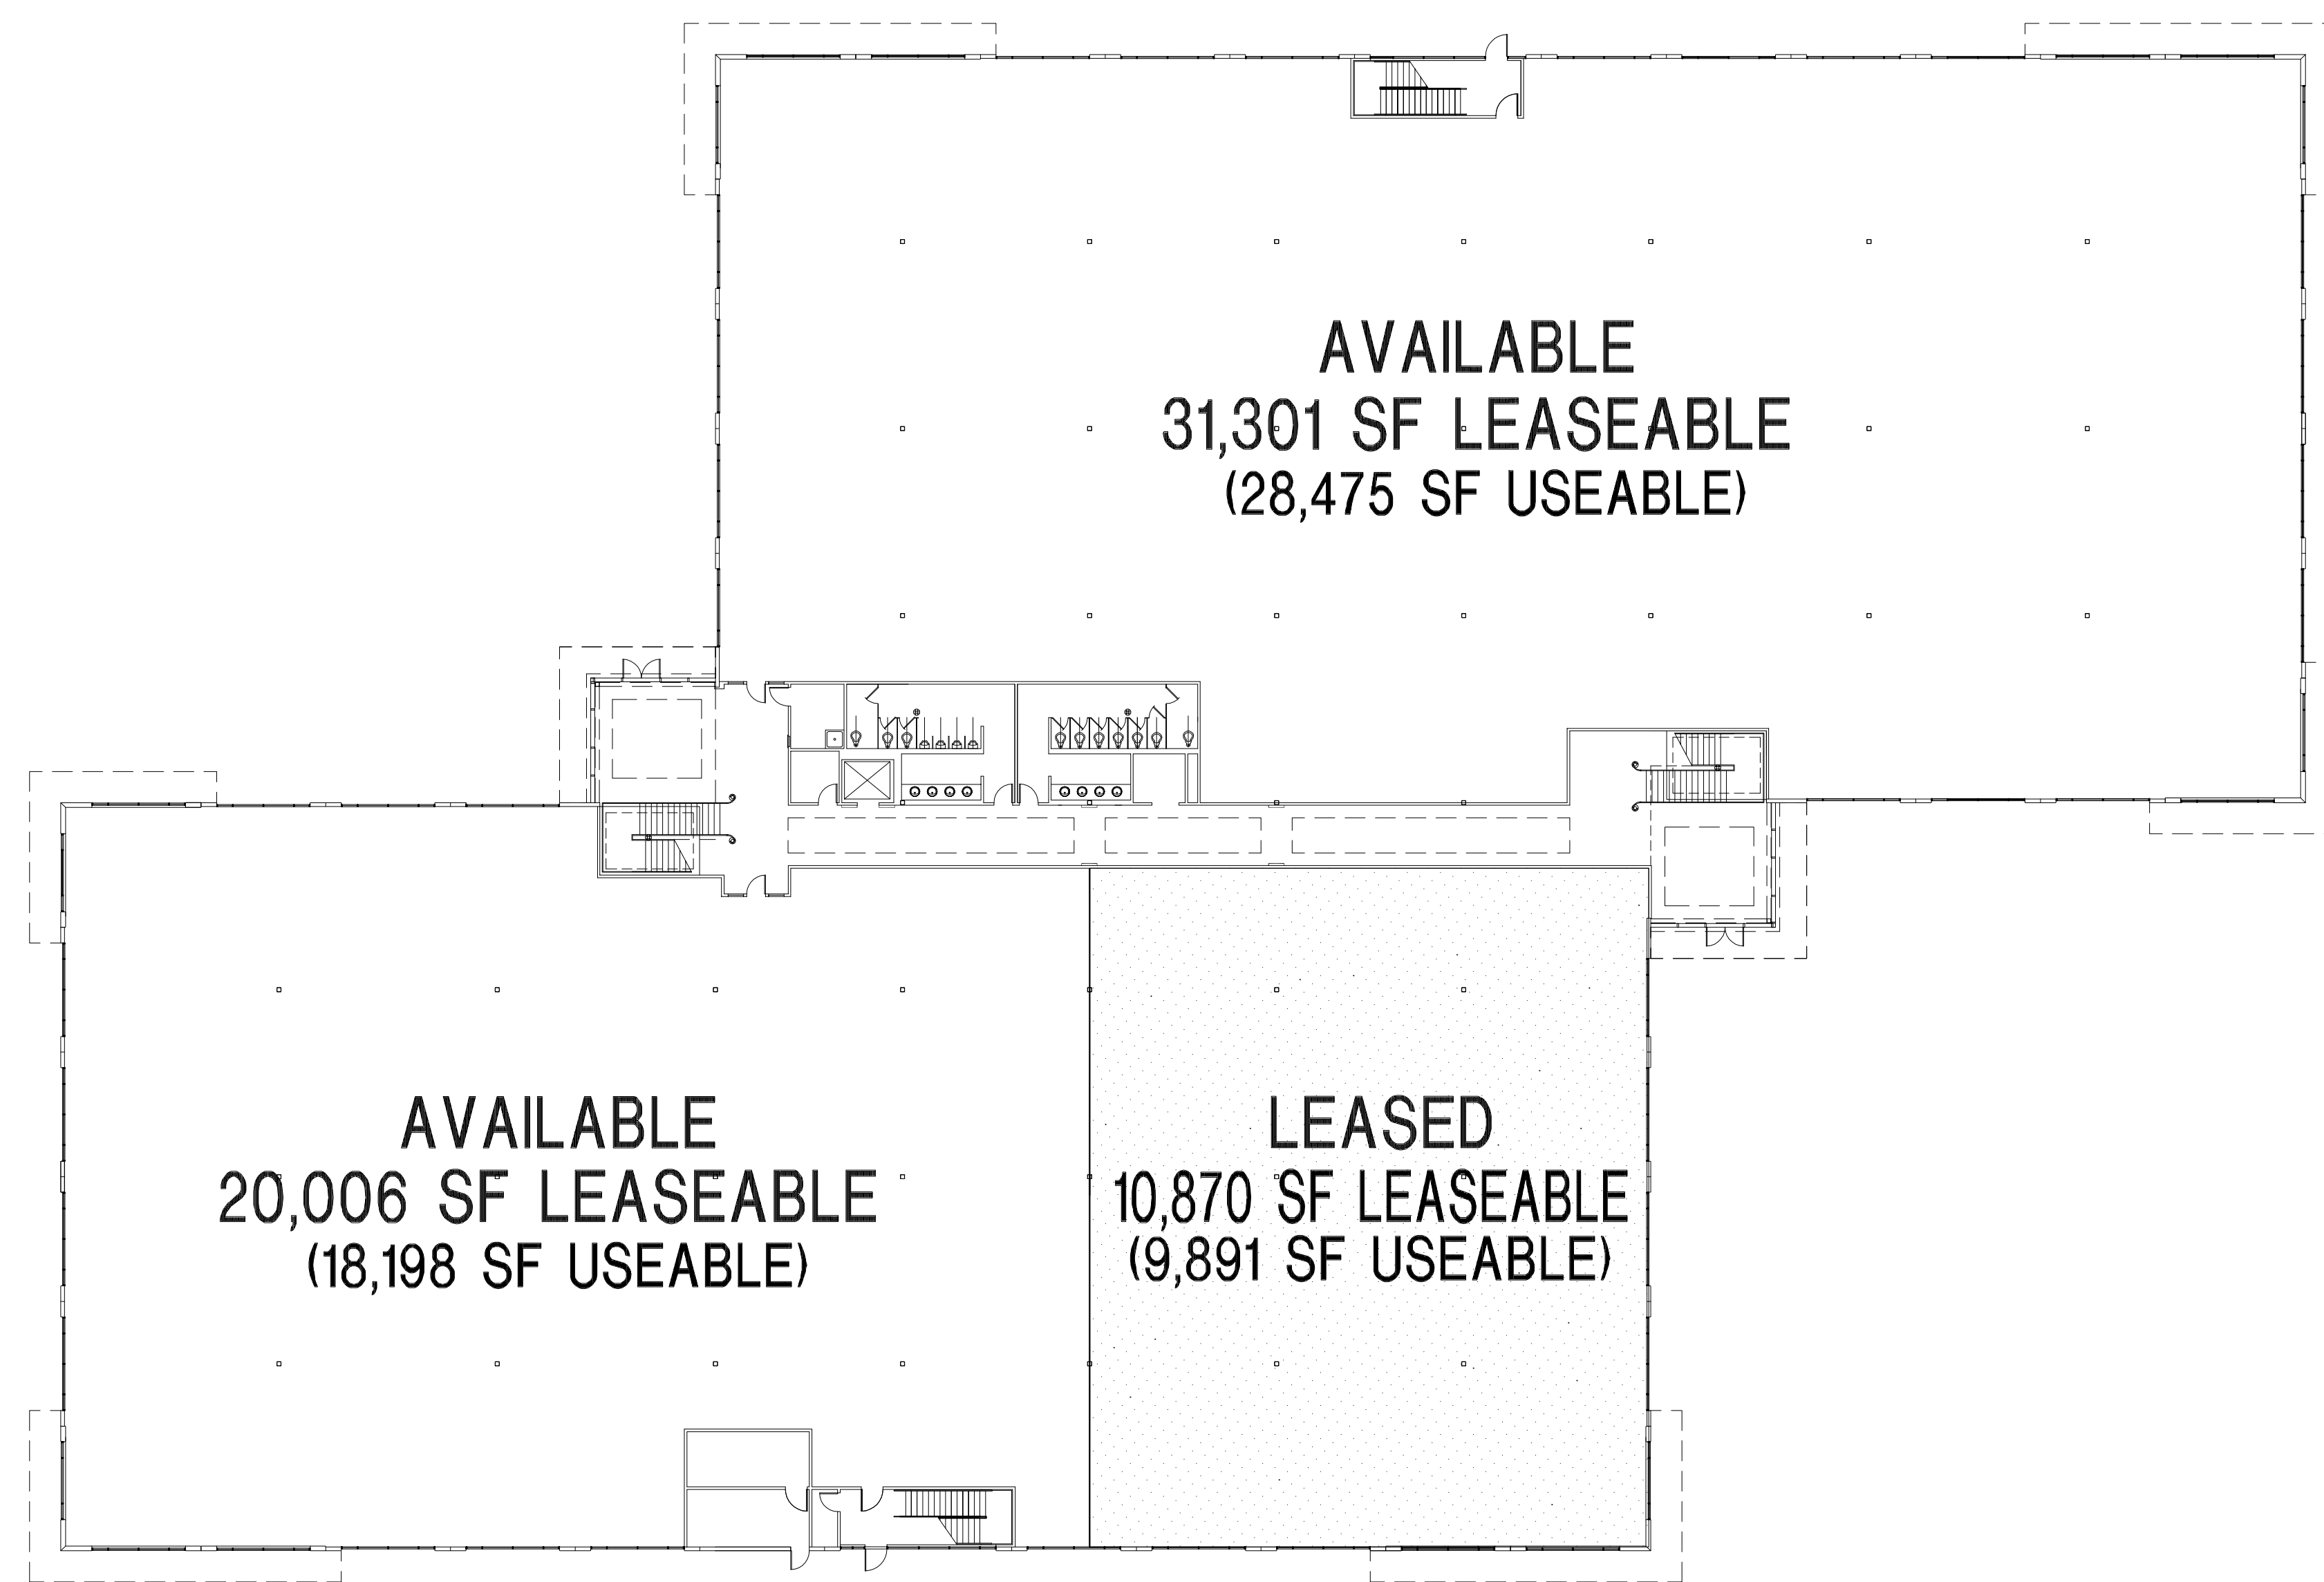 AVAILABLE
31,301 SF LEASEABLE
(28,475 SF USEABLE)
AVAILABLE
20,006 SF LEASEABLE
(18,198 SF USEABLE)
LEASED
10,870 SF LEASEABLE
(9,891 SF USEABLE)